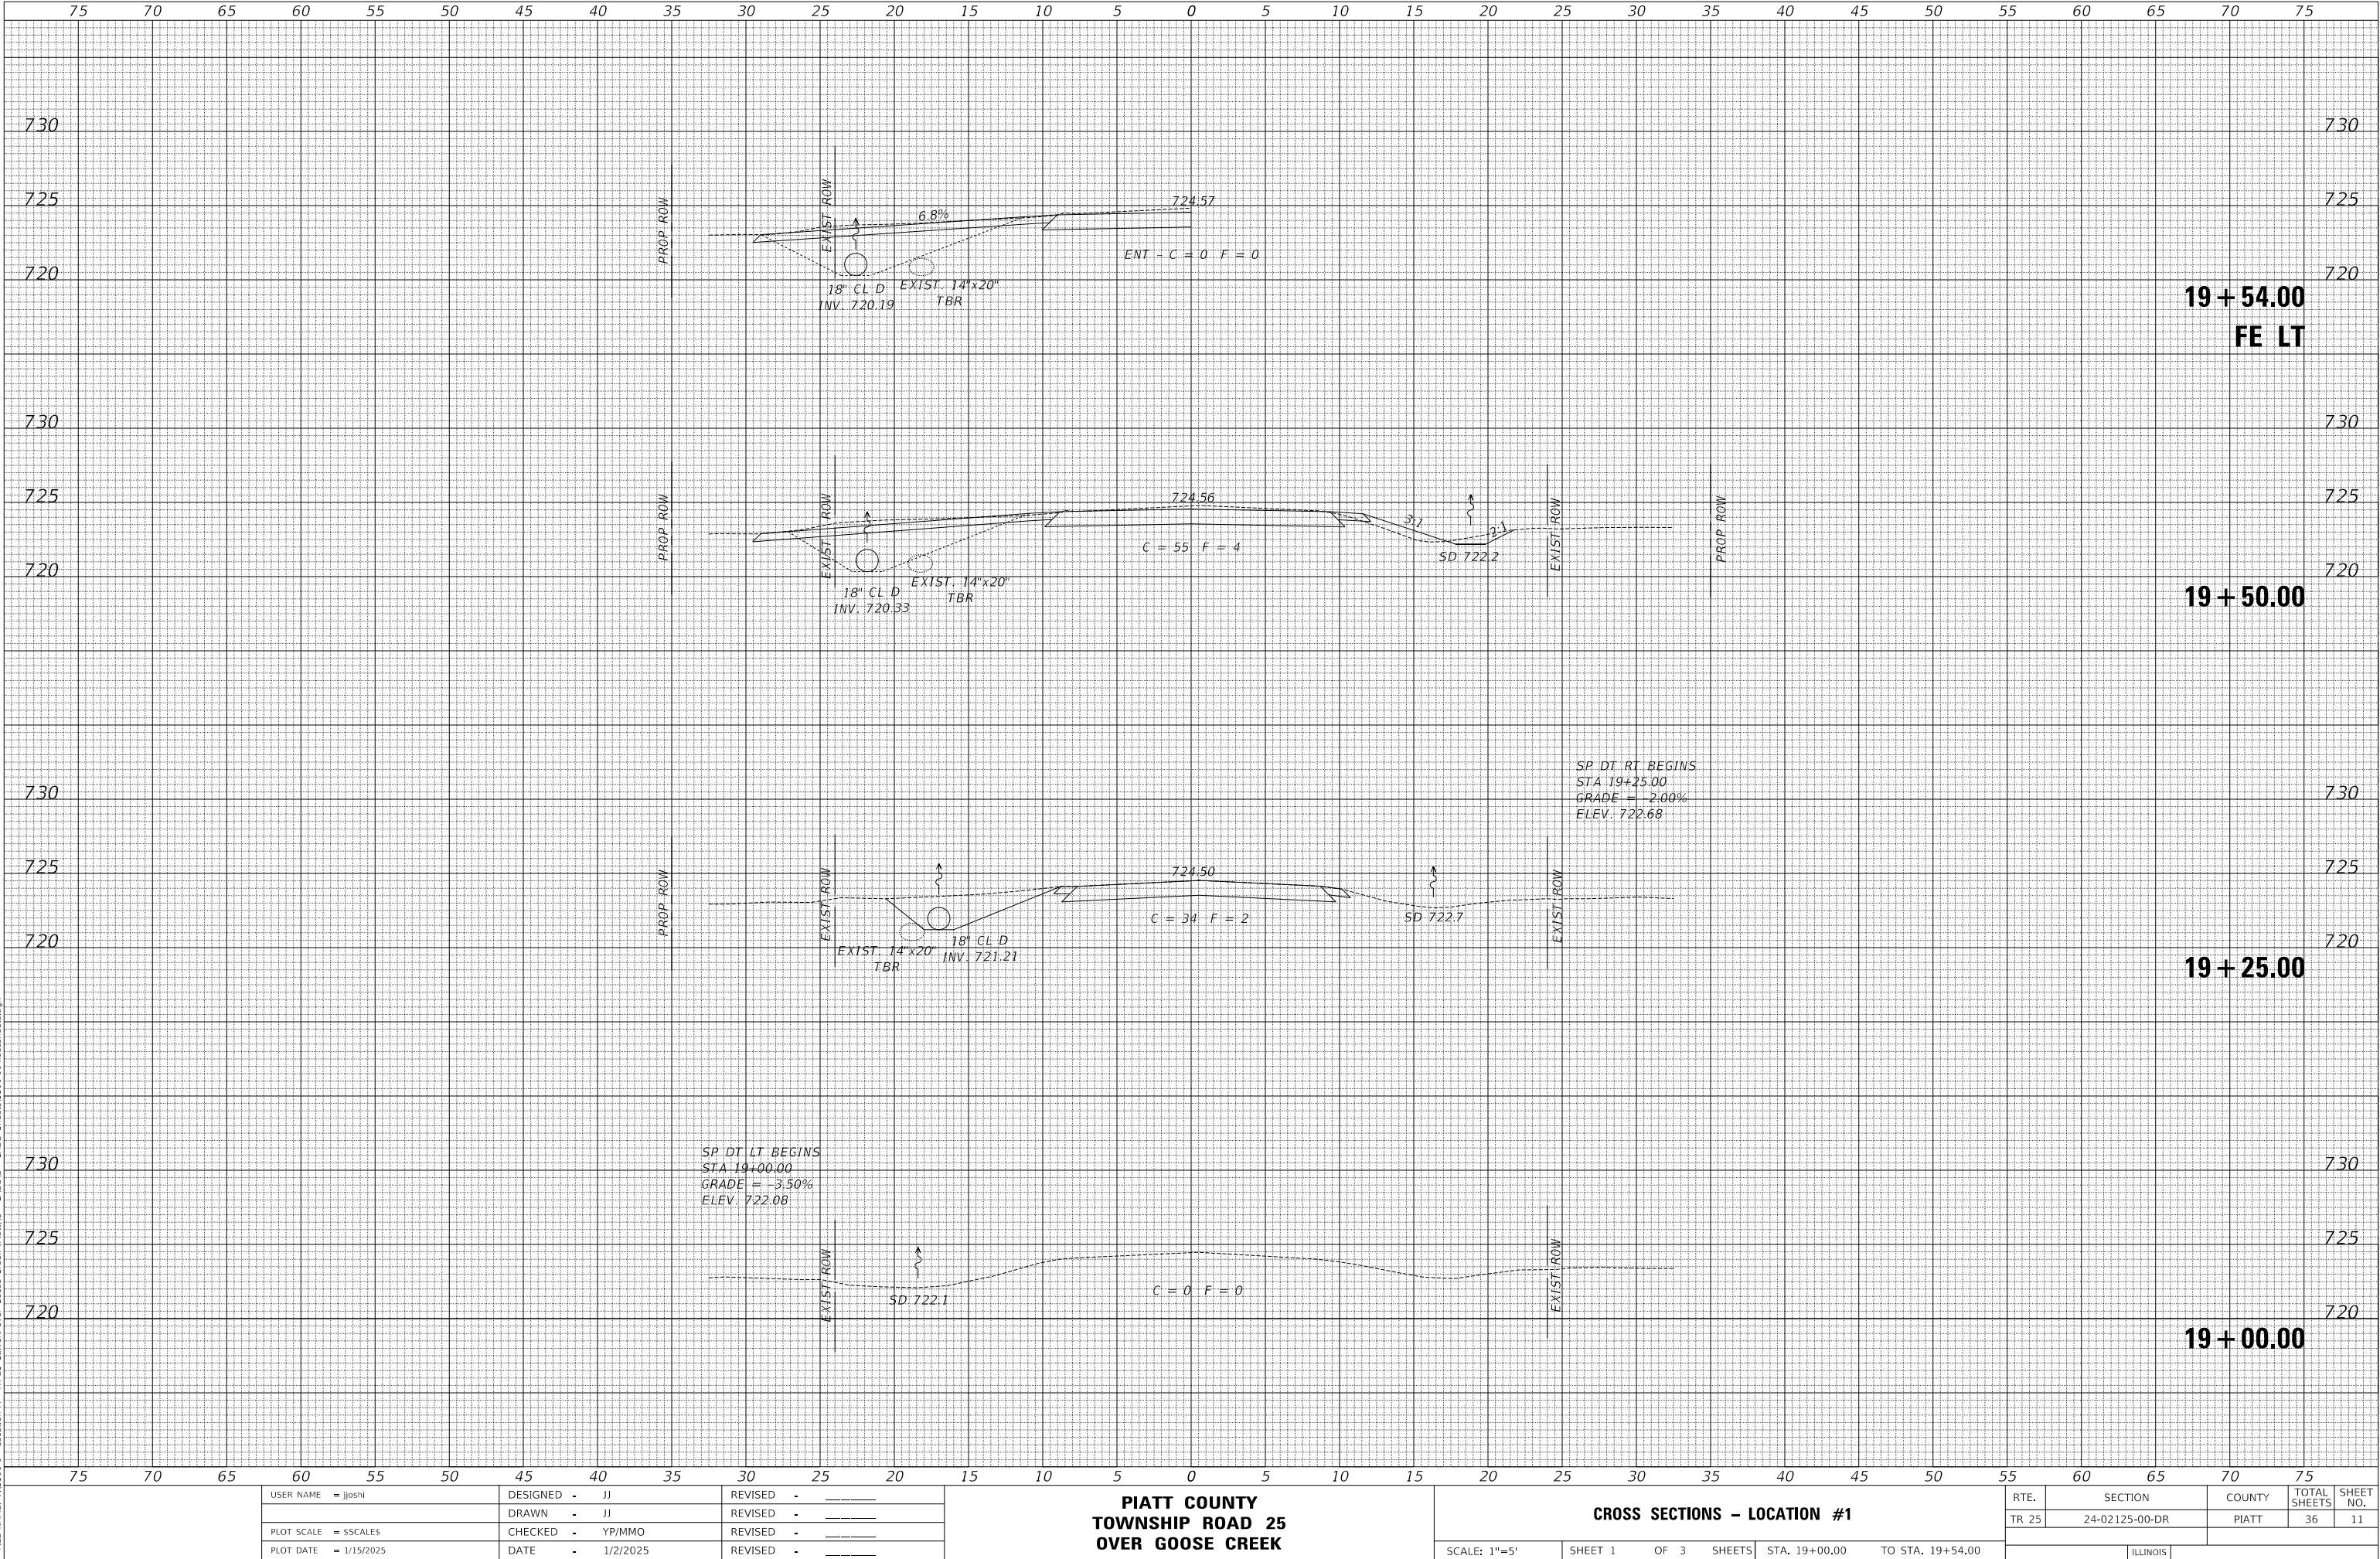 75 70 65 60 55 50 45 40 35 30 25 20 15 10 5 0 5 10 15 20 25 30 35 40 45 50 55 60 65 70 75
730 730
725 725
720 720
PROP ROW
EXIST ROW
6.8%
724.57
ENT - C = 0 F = 0
18" CL D
INV. 720.19
EXIST. 14"x20"
TBR
19+54.00
FE LT
730 730
725 725
720 720
PROP ROW
EXIST ROW
724.56
C = 55 F = 4
3:1
2:1
SD 722.2
EXIST ROW
PROP ROW
18" CL D
INV. 720.33
EXIST. 14"x20"
TBR
19+50.00
SP DT RT BEGINS
STA 19+25.00
GRADE = -2.00%
ELEV. 722.68
730 730
725 725
720 720
PROP ROW
EXIST ROW
724.50
C = 34 F = 2
SD 722.7
EXIST ROW
EXIST. 14"x20"
TBR
18" CL D
INV. 721.21
19+25.00
SP DT LT BEGINS
STA 19+00.00
GRADE = -3.50%
ELEV. 722.08
730 730
725 725
720 720
EXIST ROW
SD 722.1
C = 0 F = 0
EXIST ROW
19+00.00
75 70 65 60 55 50 45 40 35 30 25 20 15 10 5 0 5 10 15 20 25 30 35 40 45 50 55 60 65 70 75
USER NAME = jjoshi
PLOT SCALE = $SCALE$
PLOT DATE = 1/15/2025
DESIGNED - JJ
DRAWN - JJ
CHECKED - YP/MMO
DATE - 1/2/2025
REVISED -
REVISED -
REVISED -
REVISED -
PIATT COUNTY
TOWNSHIP ROAD 25
OVER GOOSE CREEK
CROSS SECTIONS - LOCATION #1
SCALE: 1"=5' SHEET 1 OF 3 SHEETS STA. 19+00.00 TO STA. 19+54.00
RTE. SECTION COUNTY TOTAL SHEETS SHEET NO.
TR 25 24-02125-00-DR PIATT 36 11
ILLINOIS